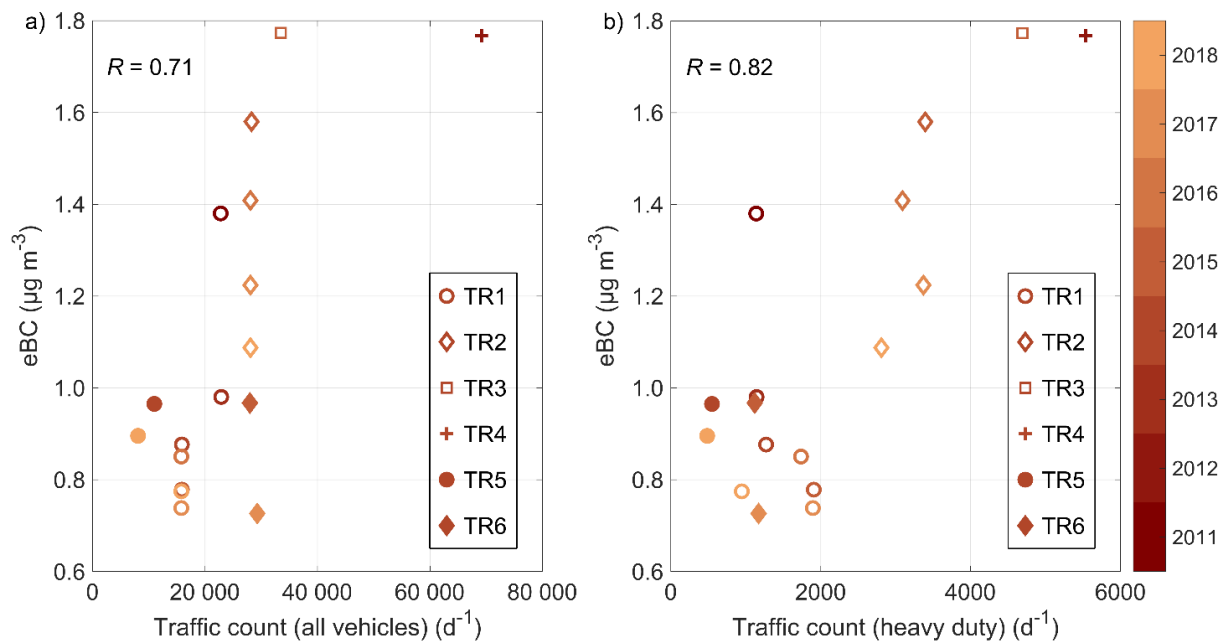 a)
R = 0.71
eBC (µg m⁻³)
1.8
1.6
1.4
1.2
1.0
0.8
0.6
0
20 000
40 000
60 000
80 000
Traffic count (all vehicles) (d⁻¹)
TR1
TR2
TR3
TR4
TR5
TR6
b)
R = 0.82
eBC (µg m⁻³)
1.8
1.6
1.4
1.2
1.0
0.8
0.6
0
2000
4000
6000
Traffic count (heavy duty) (d⁻¹)
TR1
TR2
TR3
TR4
TR5
TR6
2018
2017
2016
2015
2014
2013
2012
2011